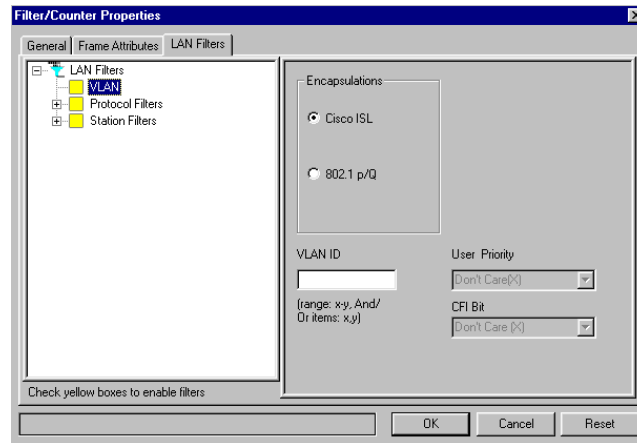 Filter/Counter Properties
General
Frame Attributes
LAN Filters
LAN Filters
VLAN
Protocol Filters
Station Filters
Encapsulations
Cisco ISL
802.1 p/Q
VLAN ID
User Priority
Don't Care(X)
(range: x-y, And/
Or items: x,y)
CFI Bit
Don't Care (X)
Check yellow boxes to enable filters
OK
Cancel
Reset